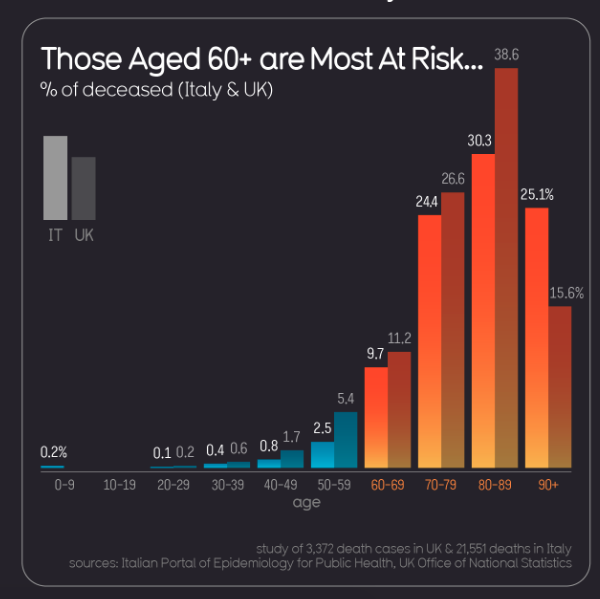 Those Aged 60+ are Most At Risk...
% of deceased (Italy & UK)
IT UK
0.2%
0.1 0.2
0.4 0.6
0.8 1.7
2.5 5.4
9.7 11.2
24.4 26.6
30.3 38.6
25.1% 15.6%
0-9 10-19 20-29 30-39 40-49 50-59 60-69 70-79 80-89 90+
age
study of 3,372 death cases in UK & 21,551 deaths in Italy
sources: Italian Portal of Epidemiology for Public Health, UK Office of National Statistics